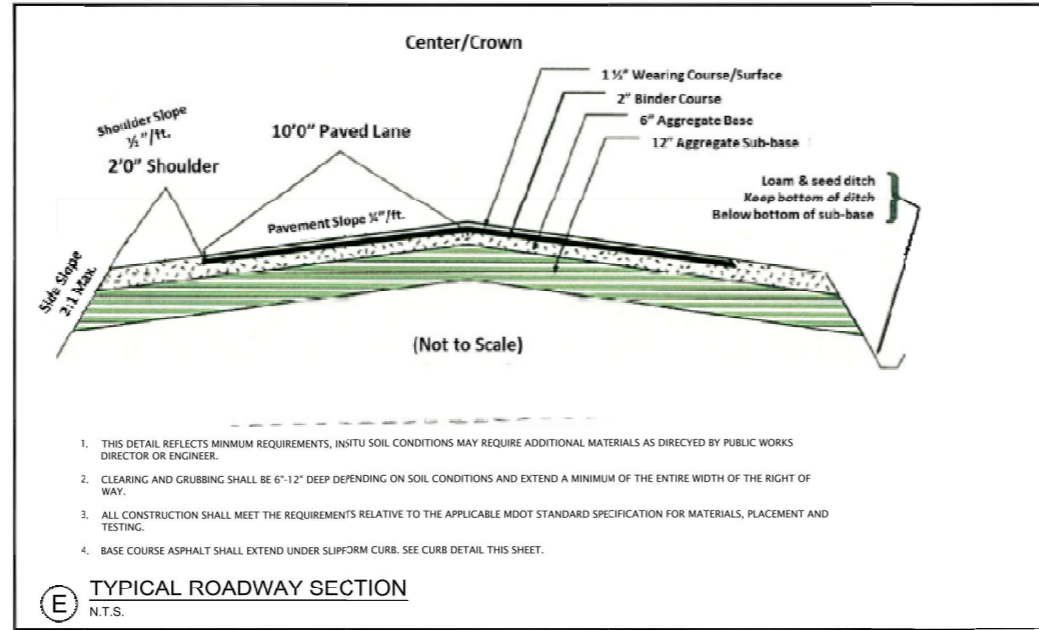 Center/Crown
1 ½" Wearing Course/Surface
2" Binder Course
6" Aggregate Base
12" Aggregate Sub-base
Shoulder Slope
½"/ft.
2'0" Shoulder
10'0" Paved Lane
Loam & seed ditch
Keep bottom of ditch
Below bottom of sub-base
Pavement Slope ¼"/ft.
Side Slope
2:1 Max.
(Not to Scale)
1. THIS DETAIL REFLECTS MINMUM REQUIREMENTS, INSITU SOIL CONDITIONS MAY REQUIRE ADDITIONAL MATERIALS AS DIRECYED BY PUBLIC WORKS
DIRECTOR OR ENGINEER.
2. CLEARING AND GRUBBING SHALL BE 6"-12" DEEP DEPENDING ON SOIL CONDITIONS AND EXTEND A MINIMUM OF THE ENTIRE WIDTH OF THE RIGHT OF
WAY.
3. ALL CONSTRUCTION SHALL MEET THE REQUIREMENTS RELATIVE TO THE APPLICABLE MDOT STANDARD SPECIFICATION FOR MATERIALS, PLACEMENT AND
TESTING.
4. BASE COURSE ASPHALT SHALL EXTEND UNDER SLIPFORM CURB. SEE CURB DETAIL THIS SHEET.
E TYPICAL ROADWAY SECTION
N.T.S.